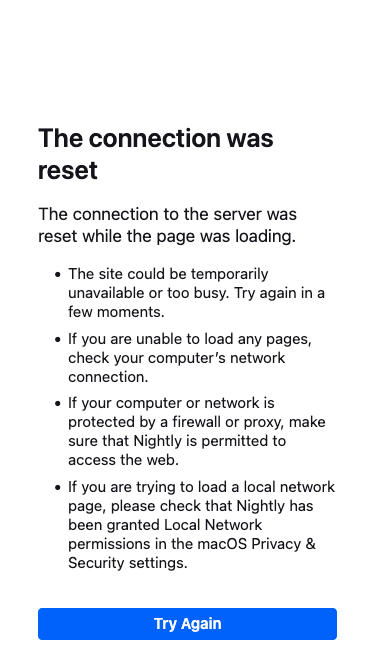 The connection was
reset
The connection to the server was
reset while the page was loading.
• The site could be temporarily
unavailable or too busy. Try again in a
few moments.
• If you are unable to load any pages,
check your computer’s network
connection.
• If your computer or network is
protected by a firewall or proxy, make
sure that Nightly is permitted to
access the web.
• If you are trying to load a local network
page, please check that Nightly has
been granted Local Network
permissions in the macOS Privacy &
Security settings.
Try Again